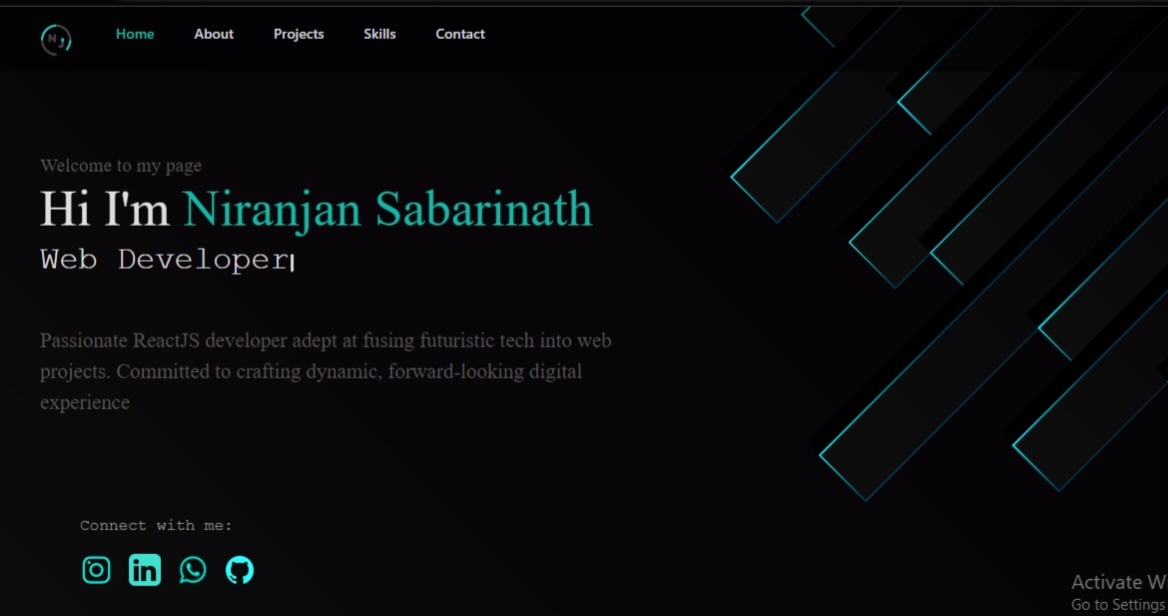 N J
Home About Projects Skills Contact
Welcome to my page
Hi I'm Niranjan Sabarinath
Web Developer
Passionate ReactJS developer adept at fusing futuristic tech into web
projects. Committed to crafting dynamic, forward-looking digital
experience
Connect with me:
in
Activate W
Go to Settings